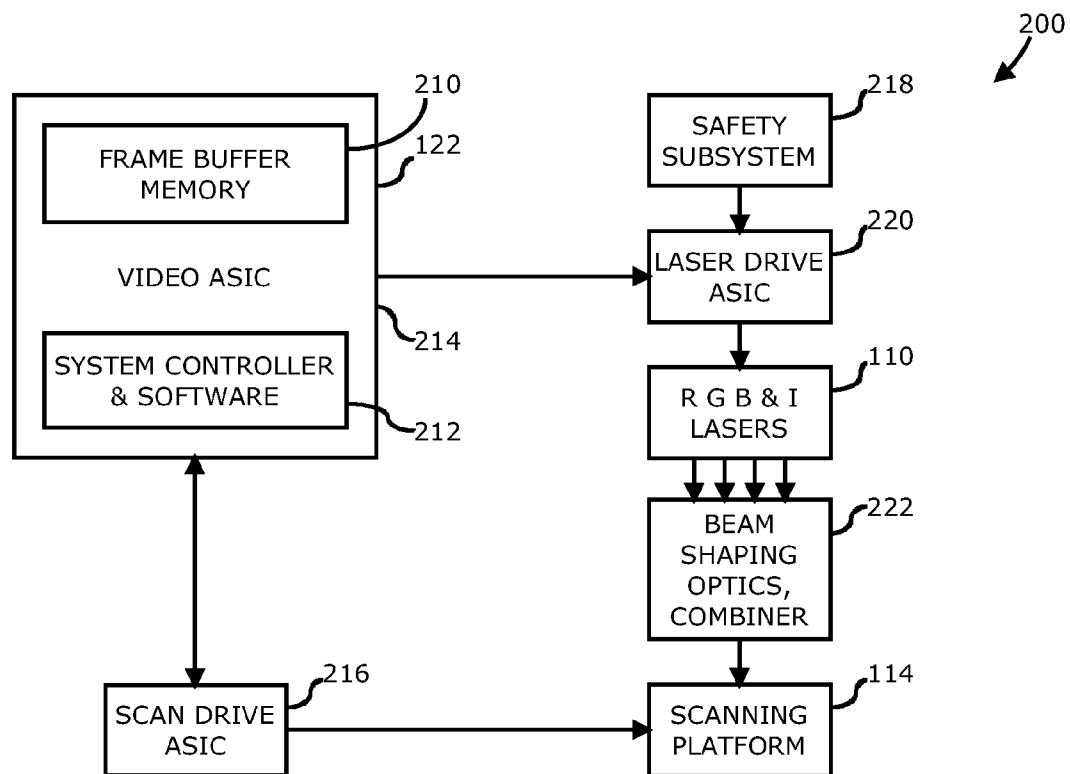 200
210
FRAME BUFFER
MEMORY
122
VIDEO ASIC
214
SYSTEM CONTROLLER
& SOFTWARE
212
218
SAFETY
SUBSYSTEM
220
LASER DRIVE
ASIC
110
R G B & I
LASERS
222
BEAM
SHAPING
OPTICS,
COMBINER
216
SCAN DRIVE
ASIC
114
SCANNING
PLATFORM